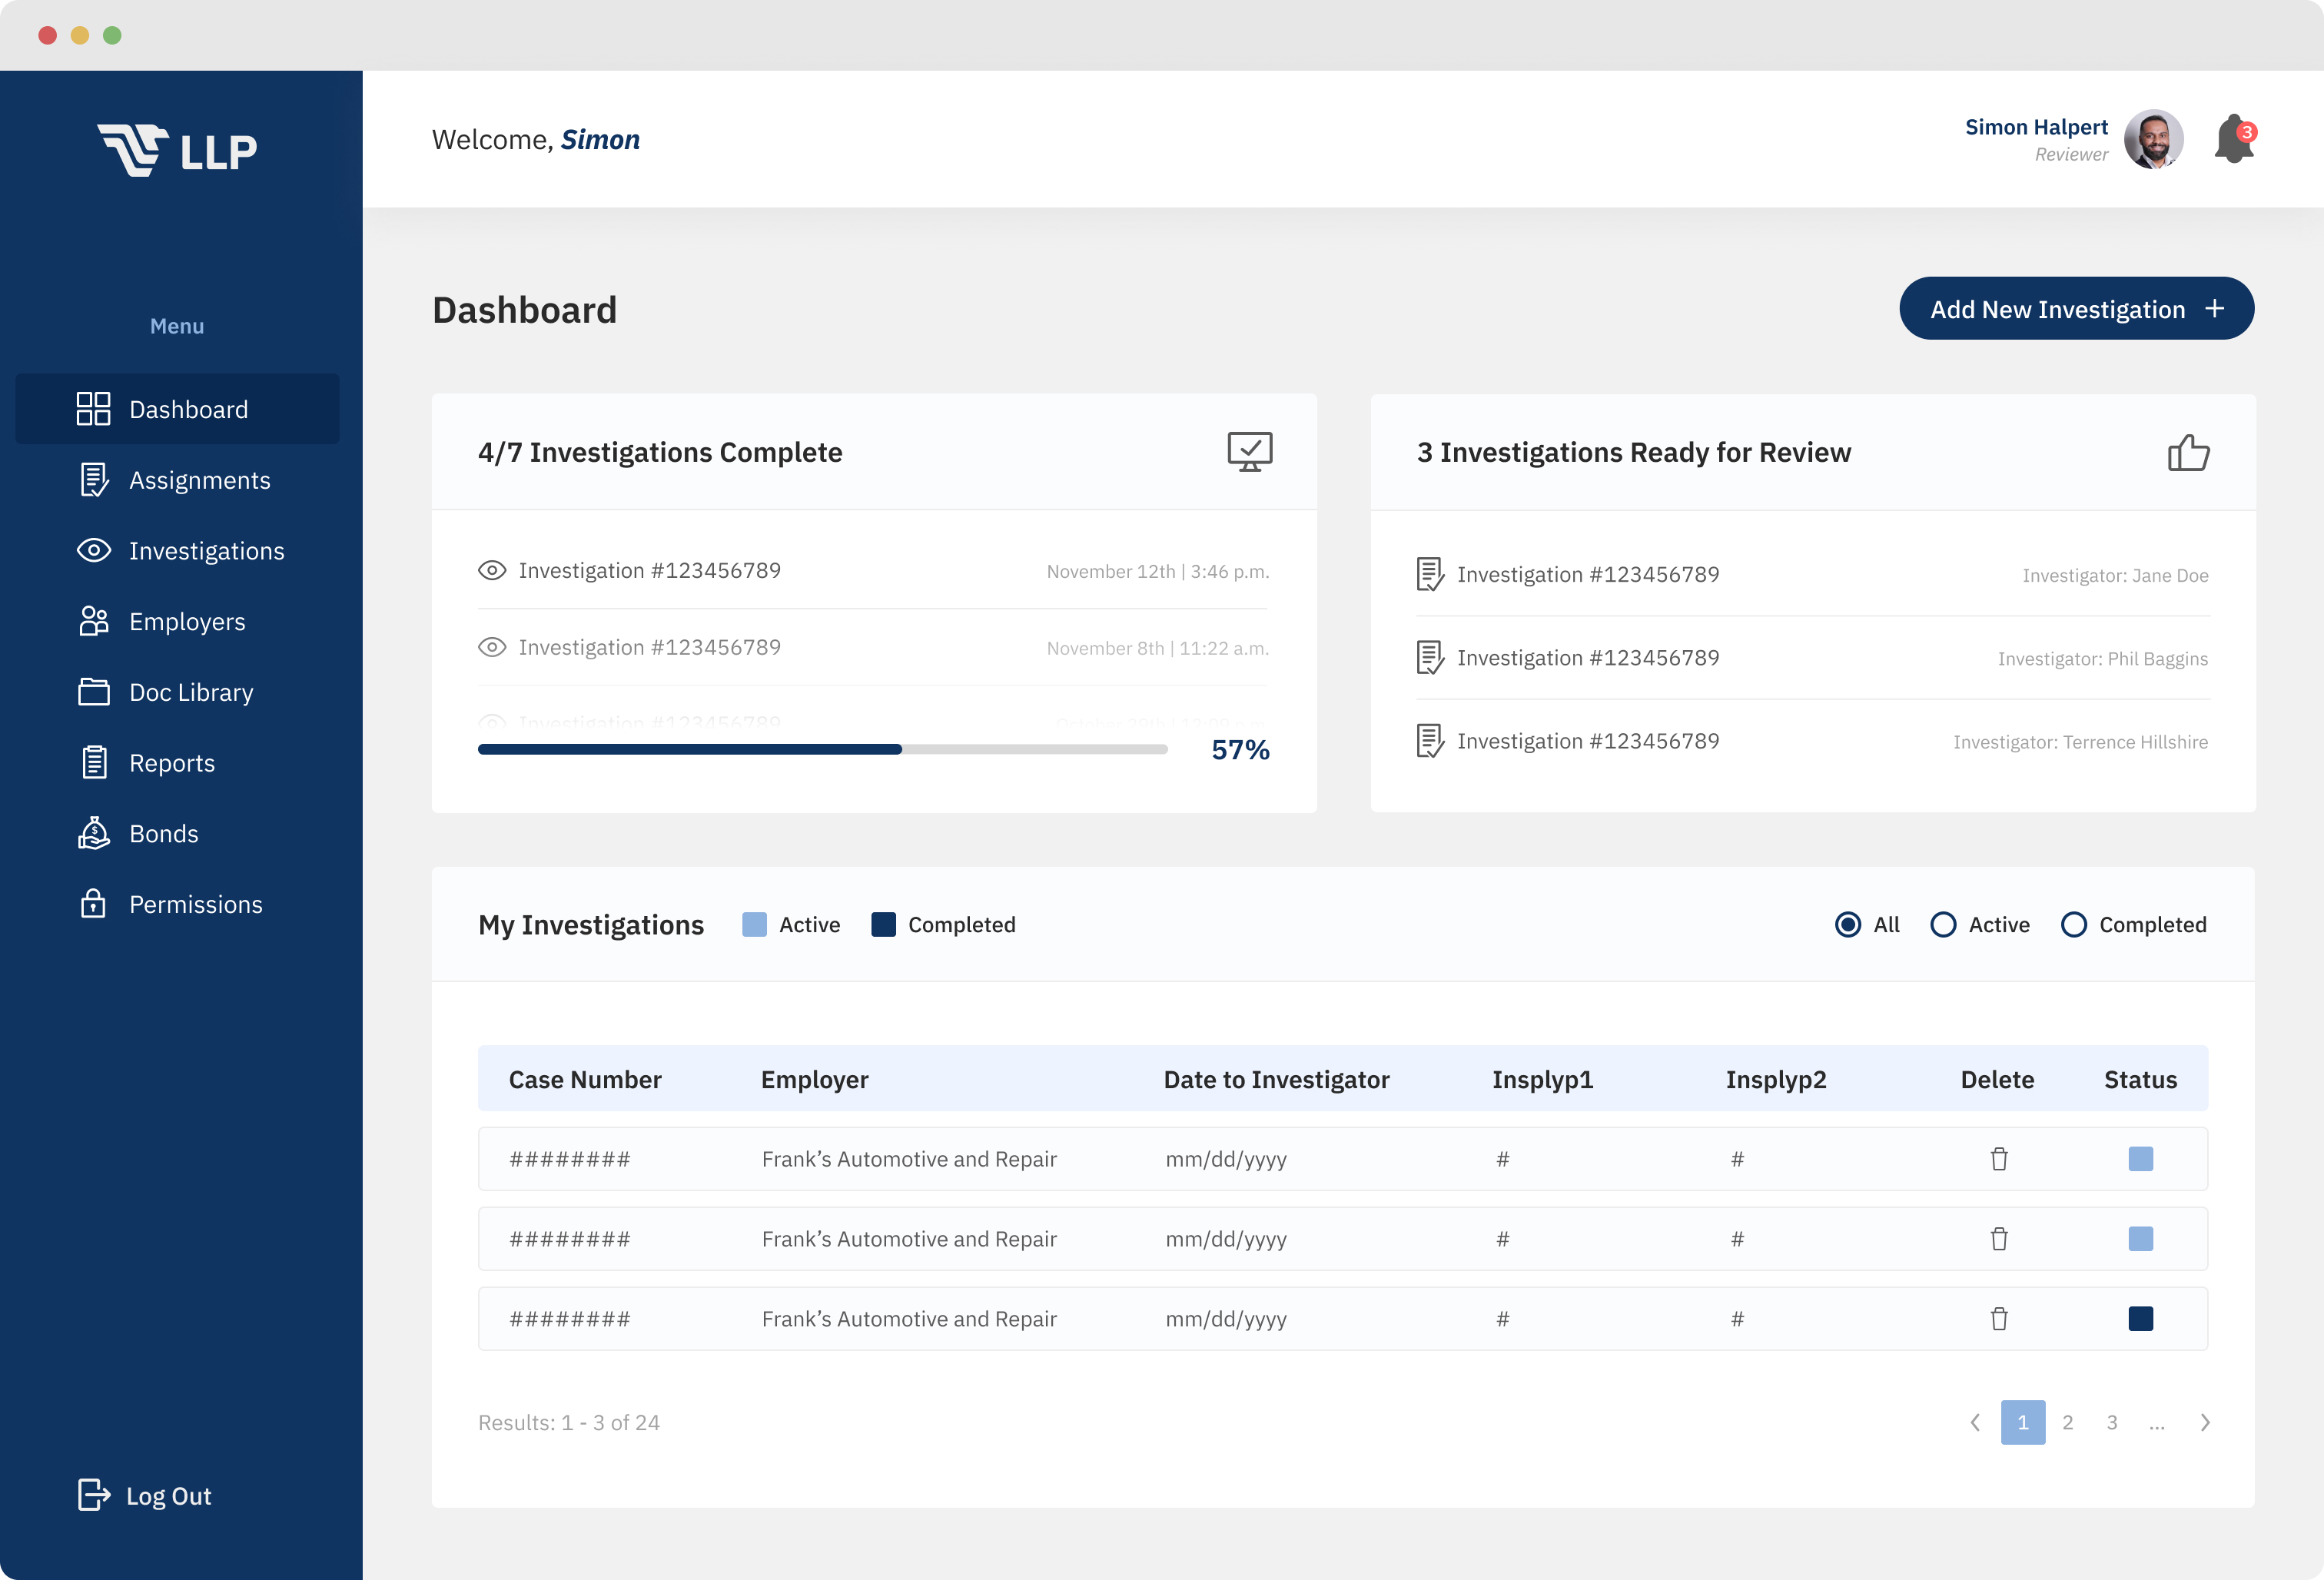 LLP
Welcome, Simon
Simon Halpert
Reviewer
3
Menu
Dashboard
Assignments
Investigations
Employers
Doc Library
Reports
Bonds
Permissions
Log Out
Dashboard
Add New Investigation +
4/7 Investigations Complete
Investigation #123456789 November 12th | 3:46 p.m.
Investigation #123456789 November 8th | 11:22 a.m.
Investigation #123456789
57%
3 Investigations Ready for Review
Investigation #123456789 Investigator: Jane Doe
Investigation #123456789 Investigator: Phil Baggins
Investigation #123456789 Investigator: Terrence Hillshire
My Investigations Active Completed All Active Completed
Case Number Employer Date to Investigator Insplyp1 Insplyp2 Delete Status
######## Frank’s Automotive and Repair mm/dd/yyyy # #
######## Frank’s Automotive and Repair mm/dd/yyyy # #
######## Frank’s Automotive and Repair mm/dd/yyyy # #
Results: 1 - 3 of 24 1 2 3 ...